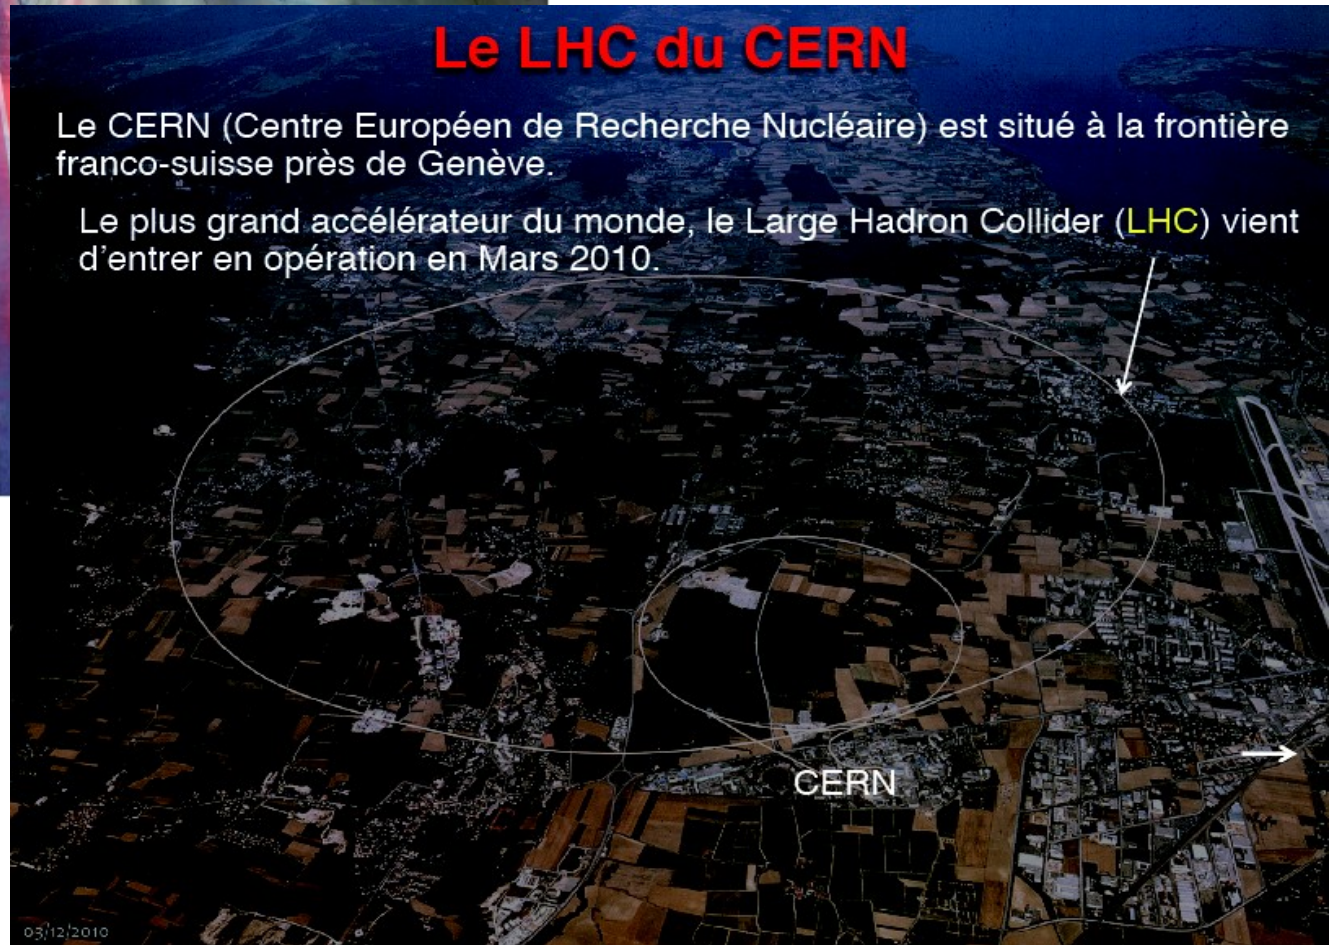 Le LHC du CERN
Le CERN (Centre Européen de Recherche Nucléaire) est situé à la frontière
franco-suisse près de Genève.
Le plus grand accélérateur du monde, le Large Hadron Collider (LHC) vient
d'entrer en opération en Mars 2010.
CERN
03/12/2010